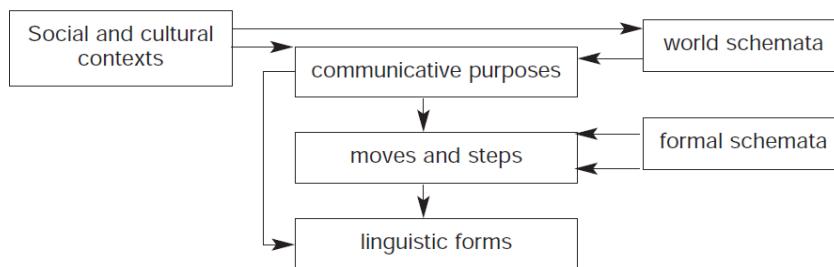 Social and cultural
contexts
world schemata
communicative purposes
formal schemata
moves and steps
linguistic forms